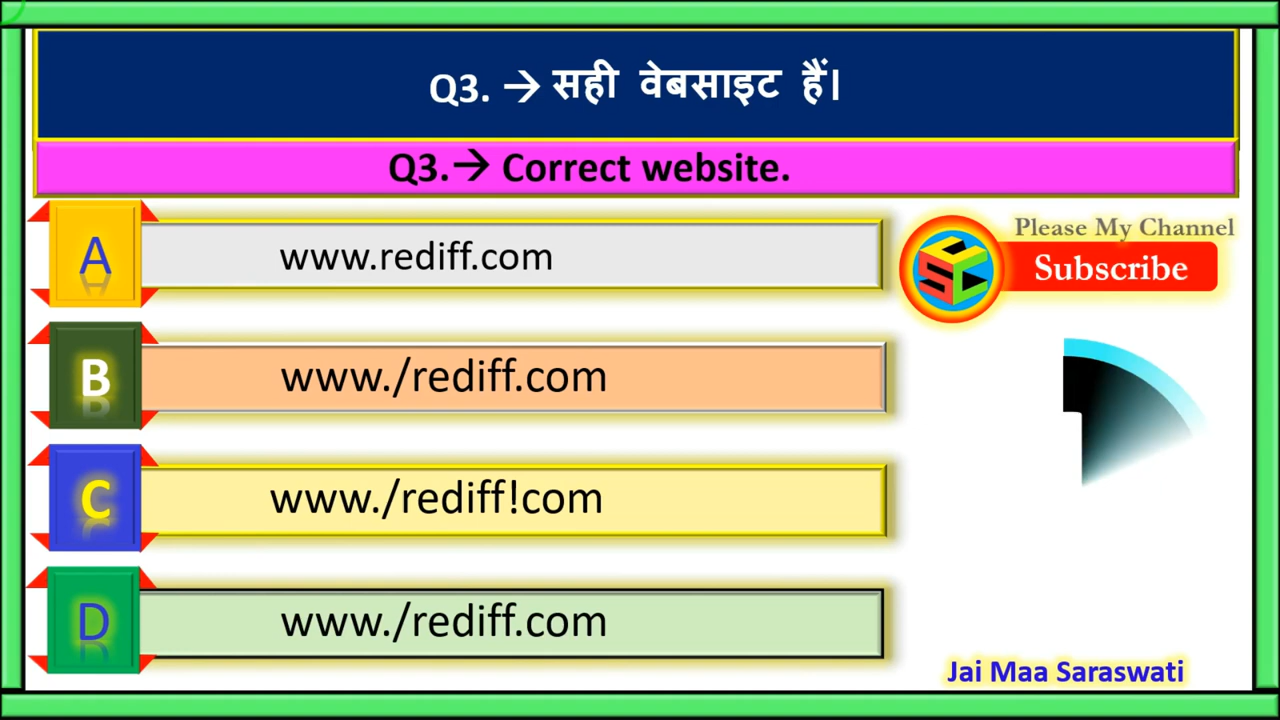 Q3. → सही वेबसाइट हैं।
Q3.→ Correct website.
A www.rediff.com
Please My Channel
Subscribe
CSC
B www./rediff.com
C www./rediff!com
D www./rediff.com
Jai Maa Saraswati